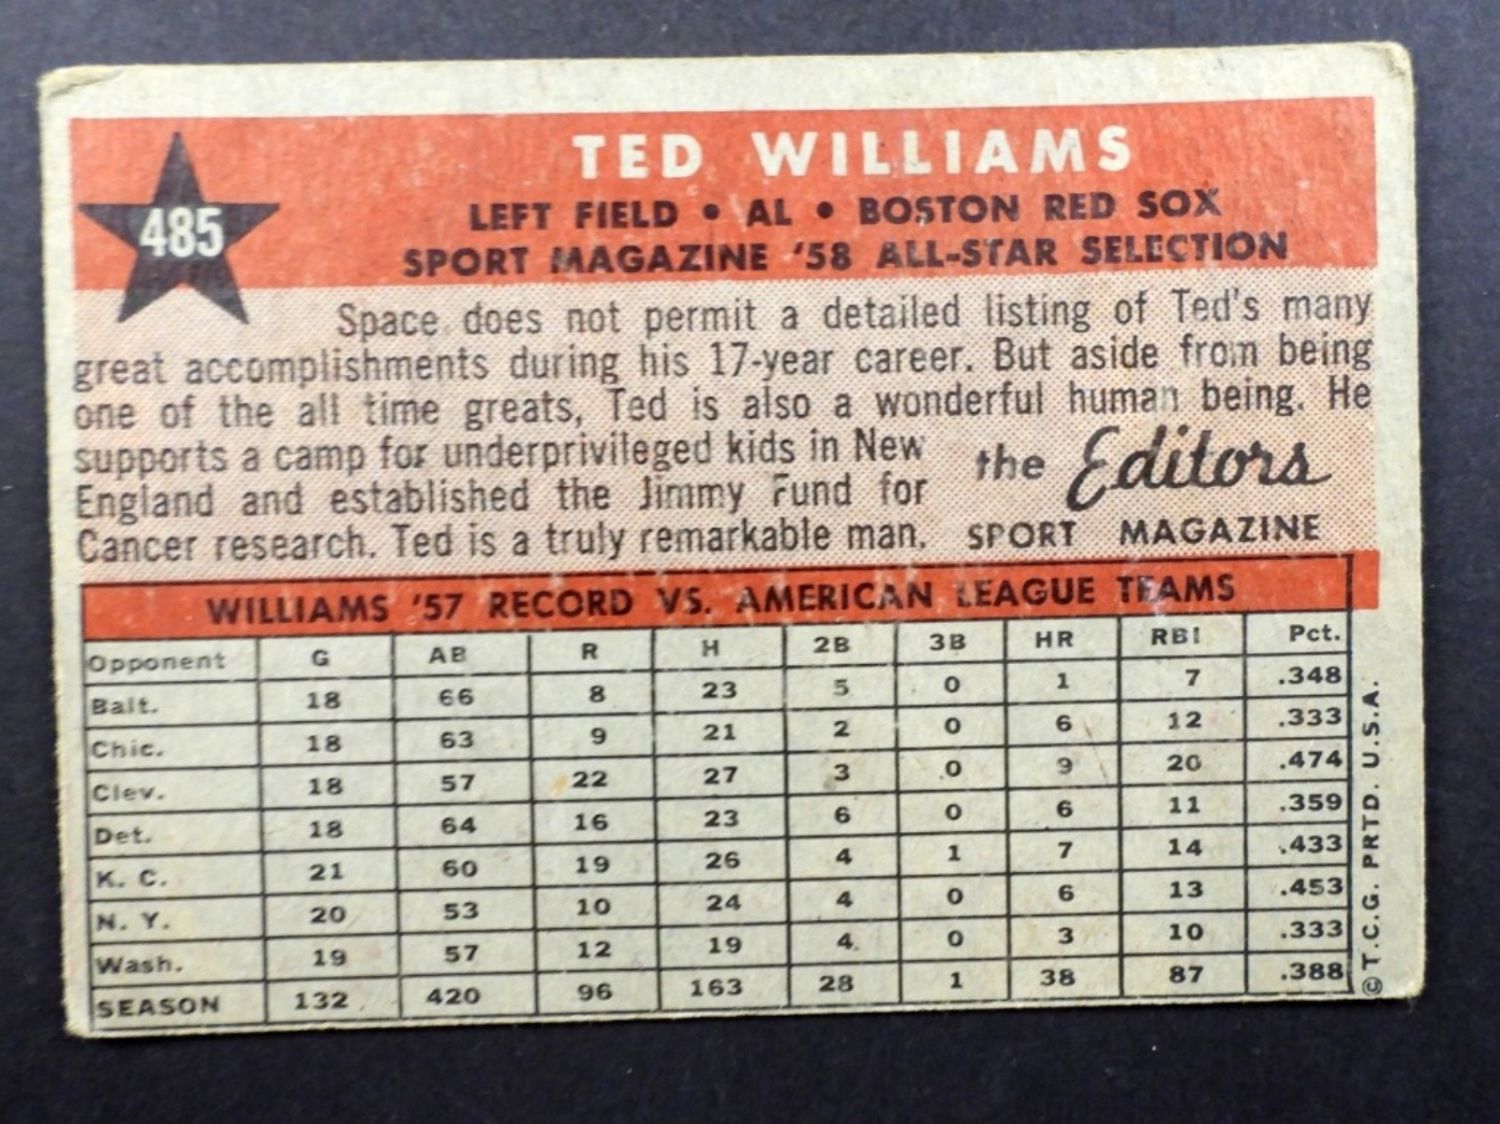 485
TED WILLIAMS
LEFT FIELD • AL • BOSTON RED SOX
SPORT MAGAZINE '58 ALL-STAR SELECTION
Space does not permit a detailed listing of Ted's many
great accomplishments during his 17-year career. But aside from being
one of the all time greats, Ted is also a wonderful human being. He
supports a camp for underprivileged kids in New
England and established the Jimmy Fund for
Cancer research. Ted is a truly remarkable man.
the Editors
SPORT MAGAZINE
WILLIAMS '57 RECORD VS. AMERICAN LEAGUE TEAMS
Opponent G AB R H 2B 3B HR RBI Pct.
Balt. 18 66 8 23 5 0 1 7 .348
Chic. 18 63 9 21 2 0 6 12 .333
Clev. 18 57 22 27 3 0 9 20 .474
Det. 18 64 16 23 6 0 6 11 .359
K. C. 21 60 19 26 4 1 7 14 .433
N. Y. 20 53 10 24 4 0 6 13 .453
Wash. 19 57 12 19 4 0 3 10 .333
SEASON 132 420 96 163 28 1 38 87 .388
© T.C.G. PRTD. U.S.A.